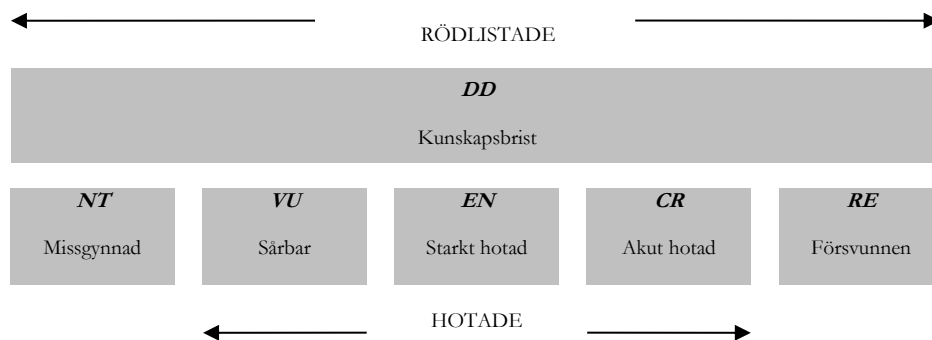 RÖDLISTADE
DD
Kunskapsbrist
NT VU EN CR RE
Missgynnad Sårbar Starkt hotad Akut hotad Försvunnen
HOTADE